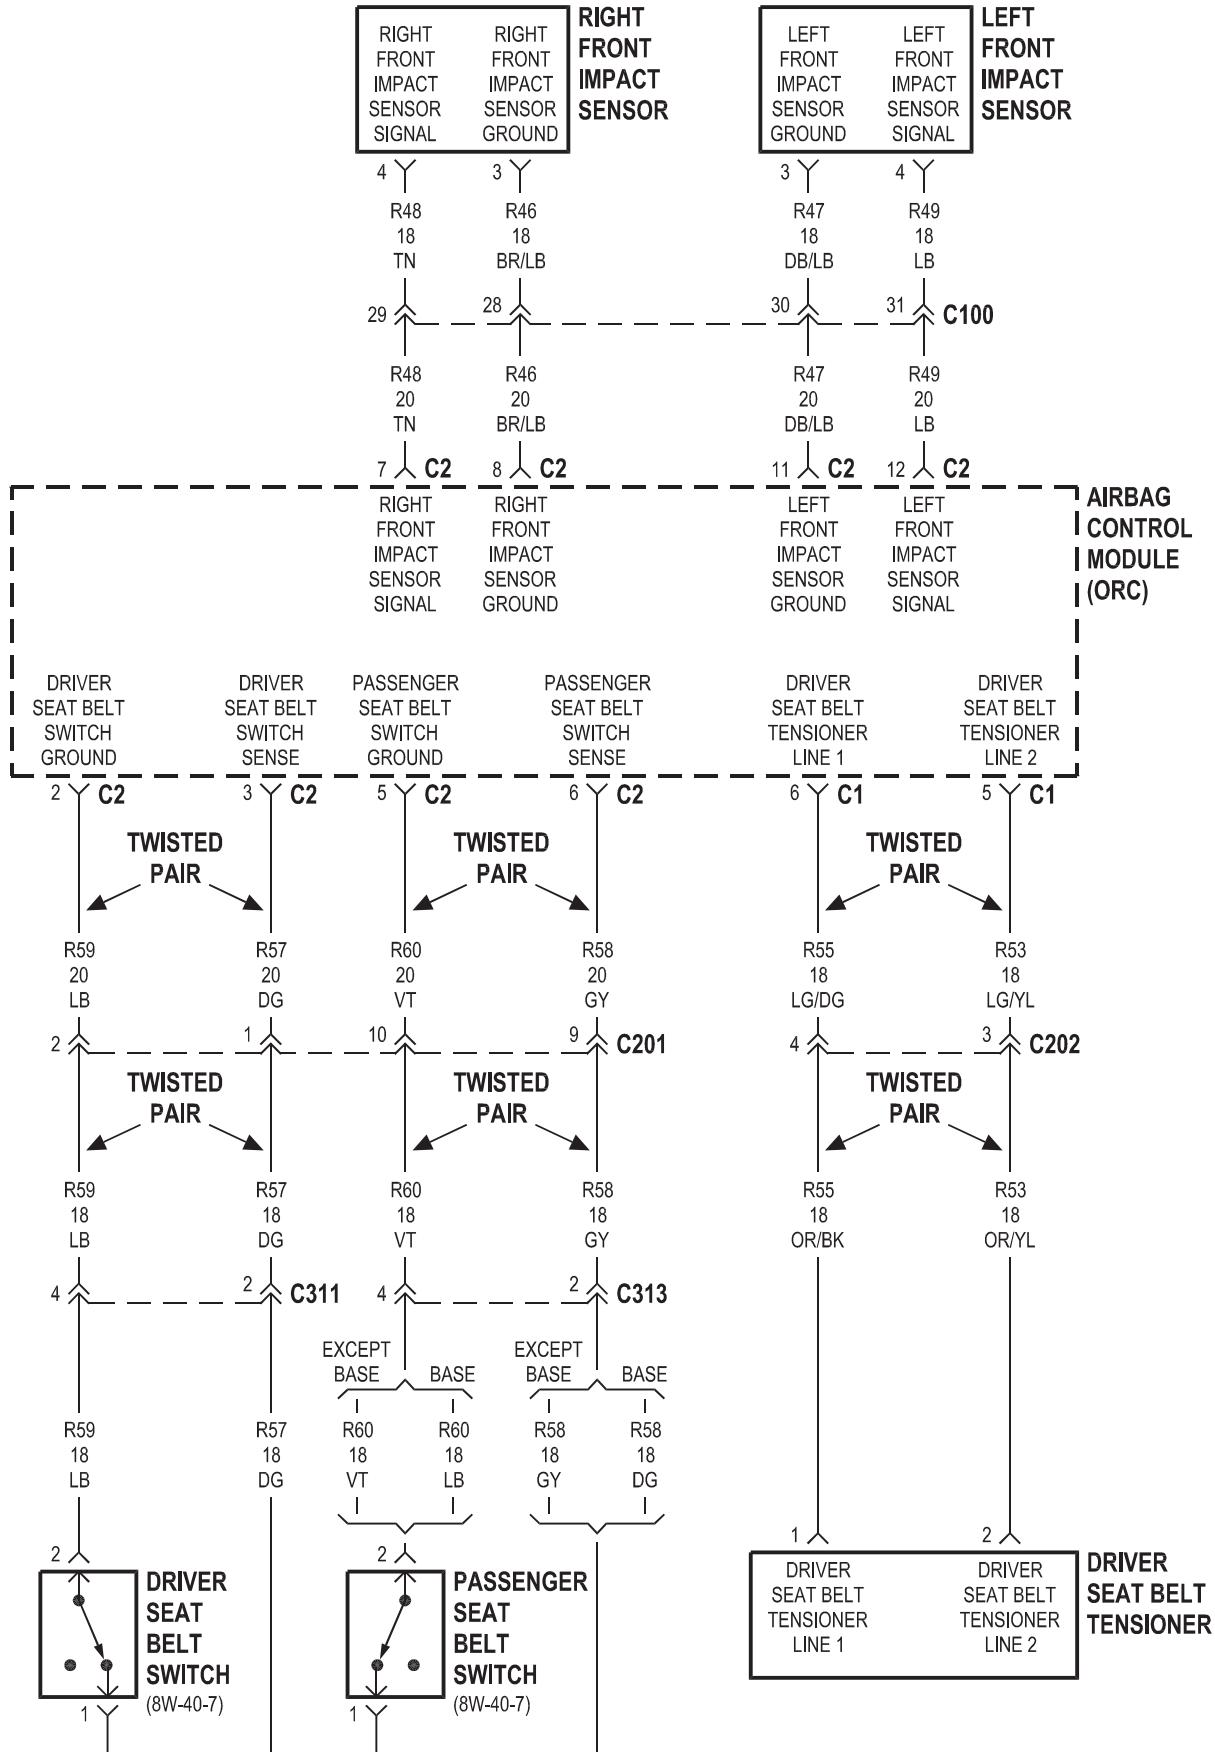 RIGHT
FRONT
IMPACT
SENSOR
SIGNAL
RIGHT
FRONT
IMPACT
SENSOR
GROUND
RIGHT
FRONT
IMPACT
SENSOR
LEFT
FRONT
IMPACT
SENSOR
GROUND
LEFT
FRONT
IMPACT
SENSOR
SIGNAL
LEFT
FRONT
IMPACT
SENSOR
4
3
3
4
R48
18
TN
R46
18
BR/LB
R47
18
DB/LB
R49
18
LB
29
28
30
31
C100
R48
20
TN
R46
20
BR/LB
R47
20
DB/LB
R49
20
LB
7
C2
8
C2
11
C2
12
C2
RIGHT
FRONT
IMPACT
SENSOR
SIGNAL
RIGHT
FRONT
IMPACT
SENSOR
GROUND
LEFT
FRONT
IMPACT
SENSOR
GROUND
LEFT
FRONT
IMPACT
SENSOR
SIGNAL
AIRBAG
CONTROL
MODULE
(ORC)
DRIVER
SEAT BELT
SWITCH
GROUND
DRIVER
SEAT BELT
SWITCH
SENSE
PASSENGER
SEAT BELT
SWITCH
GROUND
PASSENGER
SEAT BELT
SWITCH
SENSE
DRIVER
SEAT BELT
TENSIONER
LINE 1
DRIVER
SEAT BELT
TENSIONER
LINE 2
2
C2
3
C2
5
C2
6
C2
6
C1
5
C1
TWISTED
PAIR
TWISTED
PAIR
TWISTED
PAIR
R59
20
LB
R57
20
DG
R60
20
VT
R58
20
GY
R55
18
LG/DG
R53
18
LG/YL
2
1
10
9
C201
4
3
C202
TWISTED
PAIR
TWISTED
PAIR
TWISTED
PAIR
R59
18
LB
R57
18
DG
R60
18
VT
R58
18
GY
R55
18
OR/BK
R53
18
OR/YL
4
2
C311
4
2
C313
EXCEPT
BASE
BASE
EXCEPT
BASE
BASE
R59
18
LB
R57
18
DG
R60
18
VT
R60
18
LB
R58
18
GY
R58
18
DG
2
2
1
2
DRIVER
SEAT
BELT
SWITCH
(8W-40-7)
PASSENGER
SEAT
BELT
SWITCH
(8W-40-7)
DRIVER
SEAT BELT
TENSIONER
LINE 1
DRIVER
SEAT BELT
TENSIONER
LINE 2
DRIVER
SEAT BELT
TENSIONER
1
1